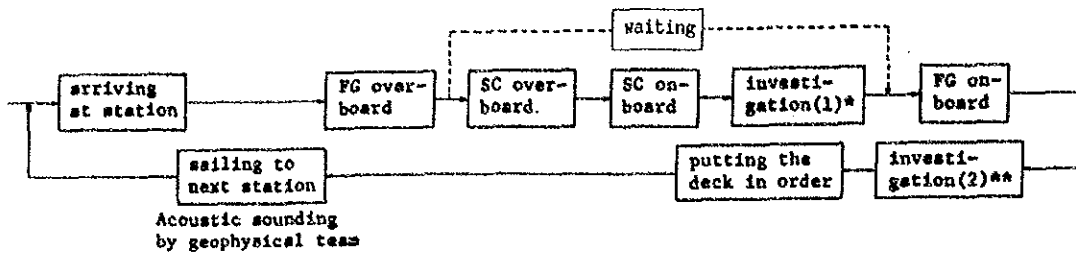 waiting
arriving
at station
FG over-
board
SC over-
board.
SC on-
board
investi-
gation(1)*
FG on-
board
sailing to
next station
putting the
deck in order
investi-
gation(2)**
Acoustic sounding
by geophysical team